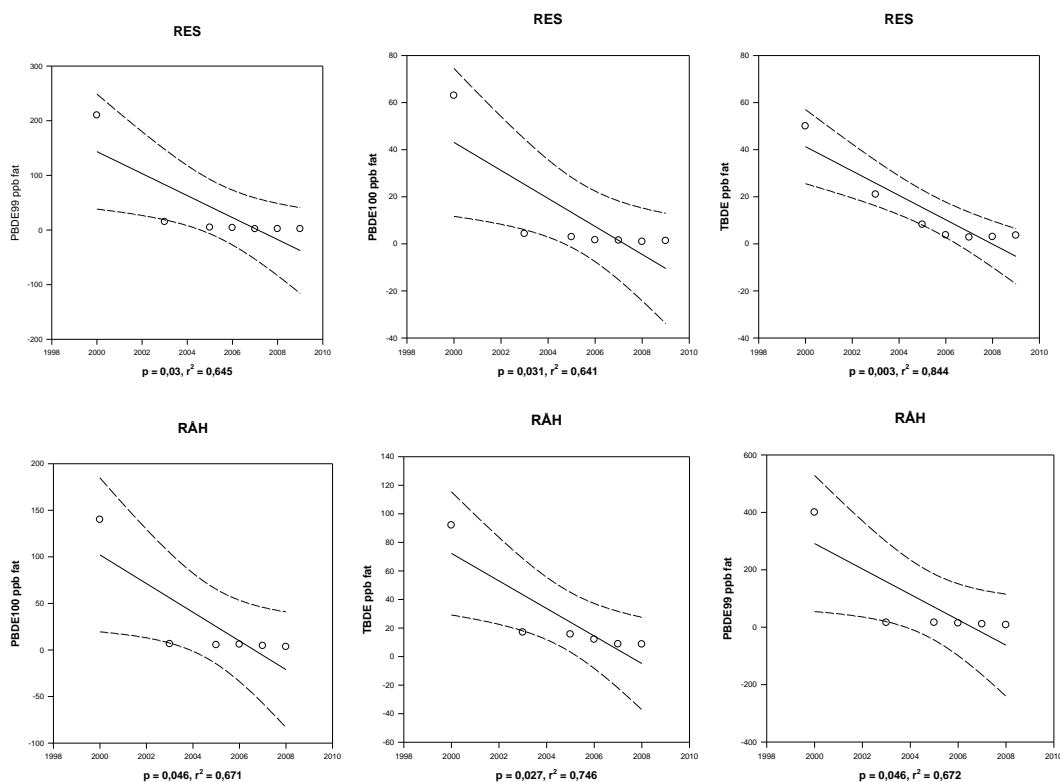 RES
PBDE99 ppb fat
300
200
100
0
-100
-200
1998 2000 2002 2004 2006 2008 2010
p = 0,03, r² = 0,645
RES
PBDE100 ppb fat
80
60
40
20
0
-20
-40
1998 2000 2002 2004 2006 2008 2010
p = 0,031, r² = 0,641
RES
TBDE ppb fat
80
60
40
20
0
-20
-40
1998 2000 2002 2004 2006 2008 2010
p = 0,003, r² = 0,844
RÅH
PBDE100 ppb fat
200
150
100
50
0
-50
-100
1998 2000 2002 2004 2006 2008 2010
p = 0,046, r² = 0,671
RÅH
TBDE ppb fat
140
120
100
80
60
40
20
0
-20
-40
-60
1998 2000 2002 2004 2006 2008 2010
p = 0,027, r² = 0,746
RÅH
PBDE99 ppb fat
600
400
200
0
-200
-400
1998 2000 2002 2004 2006 2008 2010
p = 0,046, r² = 0,672